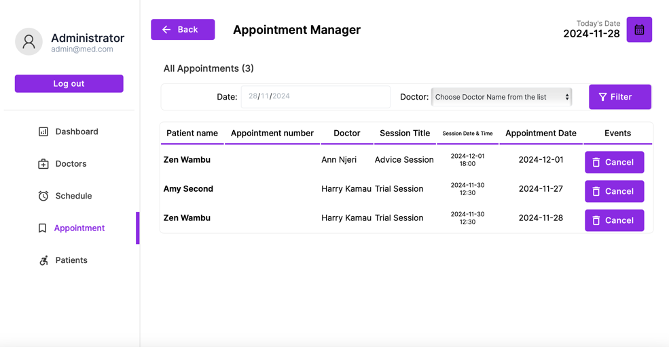 Administrator
admin@med.com
Log out
Dashboard
Doctors
Schedule
Appointment
Patients
Back
Appointment Manager
Today's Date
2024-11-28
All Appointments (3)
Date: 28/11/2024 Doctor: Choose Doctor Name from the list Filter
Patient name Appointment number Doctor Session Title Session Date & Time Appointment Date Events
Zen Wambu Ann Njeri Advice Session 2024-12-01 18:00 2024-12-01 Cancel
Amy Second Harry Kamau Trial Session 2024-11-30 12:30 2024-11-27 Cancel
Zen Wambu Harry Kamau Trial Session 2024-11-30 12:30 2024-11-28 Cancel